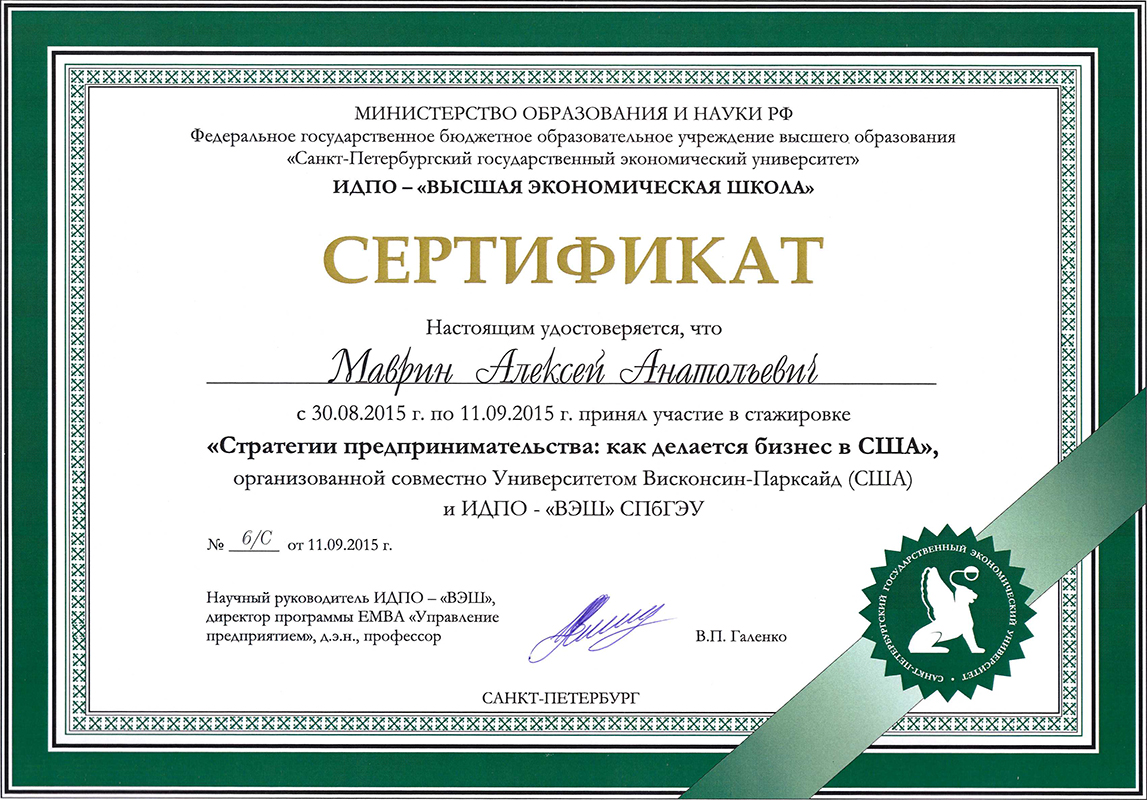 МИНИСТЕРСТВО ОБРАЗОВАНИЯ И НАУКИ РФ
Федеральное государственное бюджетное образовательное учреждение высшего образования
«Санкт-Петербургский государственный экономический университет»
ИДПО – «ВЫСШАЯ ЭКОНОМИЧЕСКАЯ ШКОЛА»
СЕРТИФИКАТ
Настоящим удостоверяется, что
Маврин Алексей Анатольевич
с 30.08.2015 г. по 11.09.2015 г. принял участие в стажировке
«Стратегии предпринимательства: как делается бизнес в США»,
организованной совместно Университетом Висконсин-Парксайд (США)
и ИДПО - «ВЭШ» СПбГЭУ
№ 6/С от 11.09.2015 г.
Научный руководитель ИДПО – «ВЭШ»,
директор программы ЕМВА «Управление
предприятием», д.э.н., профессор
В.П. Галенко
САНКТ-ПЕТЕРБУРГ
САНКТ-ПЕТЕРБУРГСКИЙ ГОСУДАРСТВЕННЫЙ ЭКОНОМИЧЕСКИЙ УНИВЕРСИТЕТ •